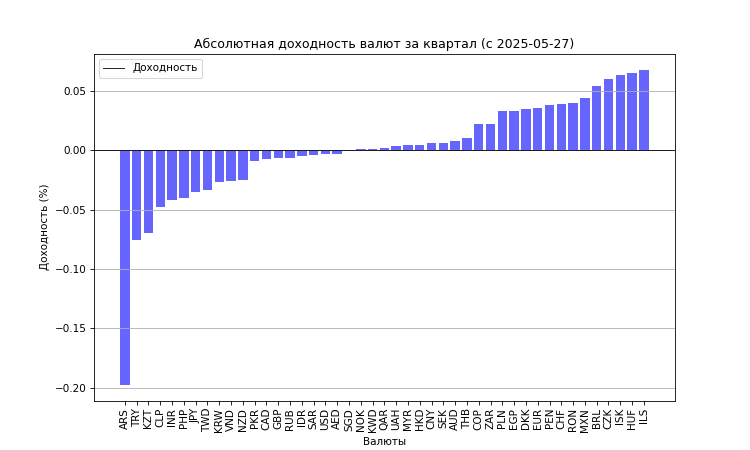 Абсолютная доходность валют за квартал (с 2025-05-27)
Доходность
0.05
0.00
−0.05
−0.10
−0.15
−0.20
Доходность (%)
ARS TRY KZT CLP INR PHP JPY TWD KRW VND NZD PKR CAD GBP RUB IDR SAR USD AED SGD NOK KWD QAR UAH MYR HKD CNY SEK AUD THB COP ZAR PLN EGP DKK EUR PEN CHF RON MXN BRL CZK ISK HUF ILS
Валюты